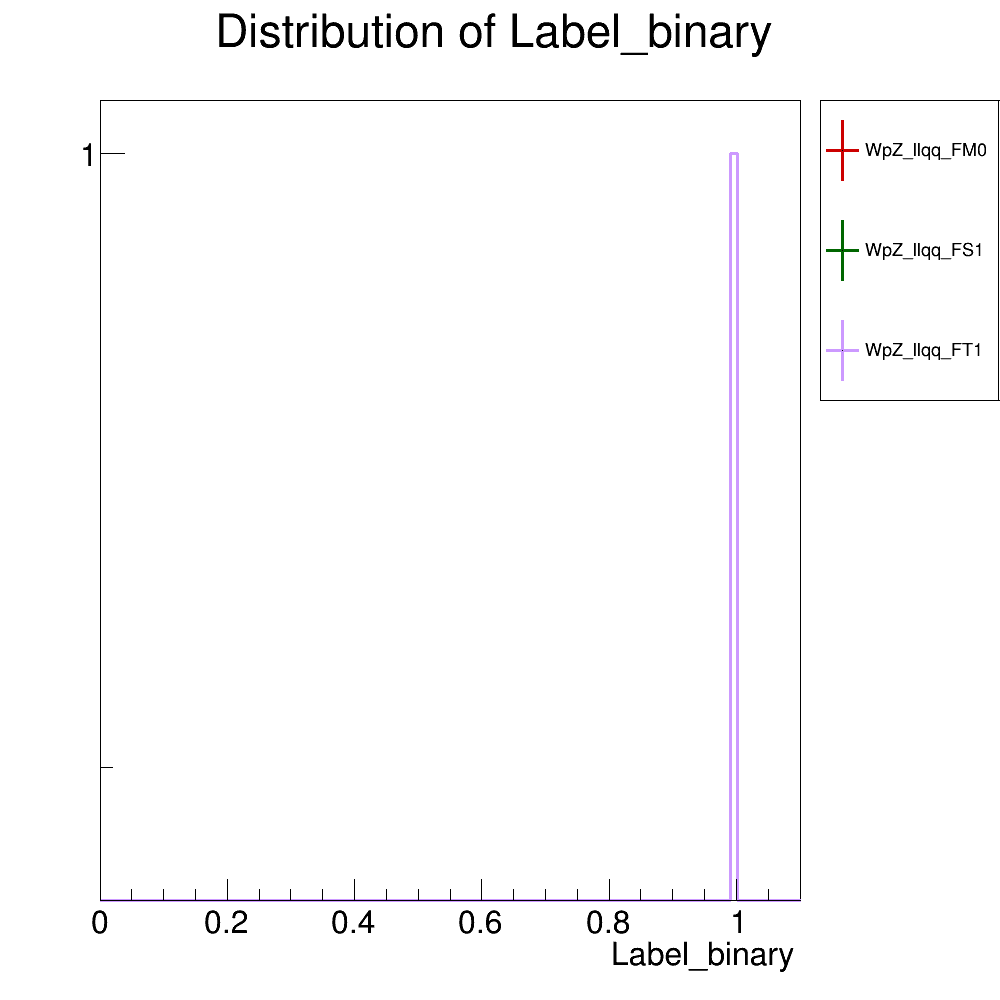 Distribution of Label_binary
1
WpZ_llqq_FM0
WpZ_llqq_FS1
WpZ_llqq_FT1
0 0.2 0.4 0.6 0.8 1
Label_binary